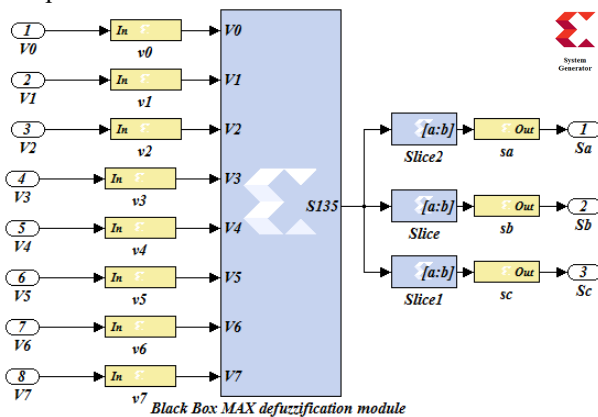 1 In V0
V0 v0
2 In V1
V1 v1
3 In V2
V2 v2
4 In V3
V3 v3
5 In V4
V4 v4
6 In V5
V5 v5
7 In V6
V6 v6
8 In V7
V7 v7
S135
System
Generator
[a:b] Out 1
Slice2 sa Sa
[a:b] Out 2
Slice sb Sb
[a:b] Out 3
Slice1 sc Sc
Black Box MAX defuzzification module